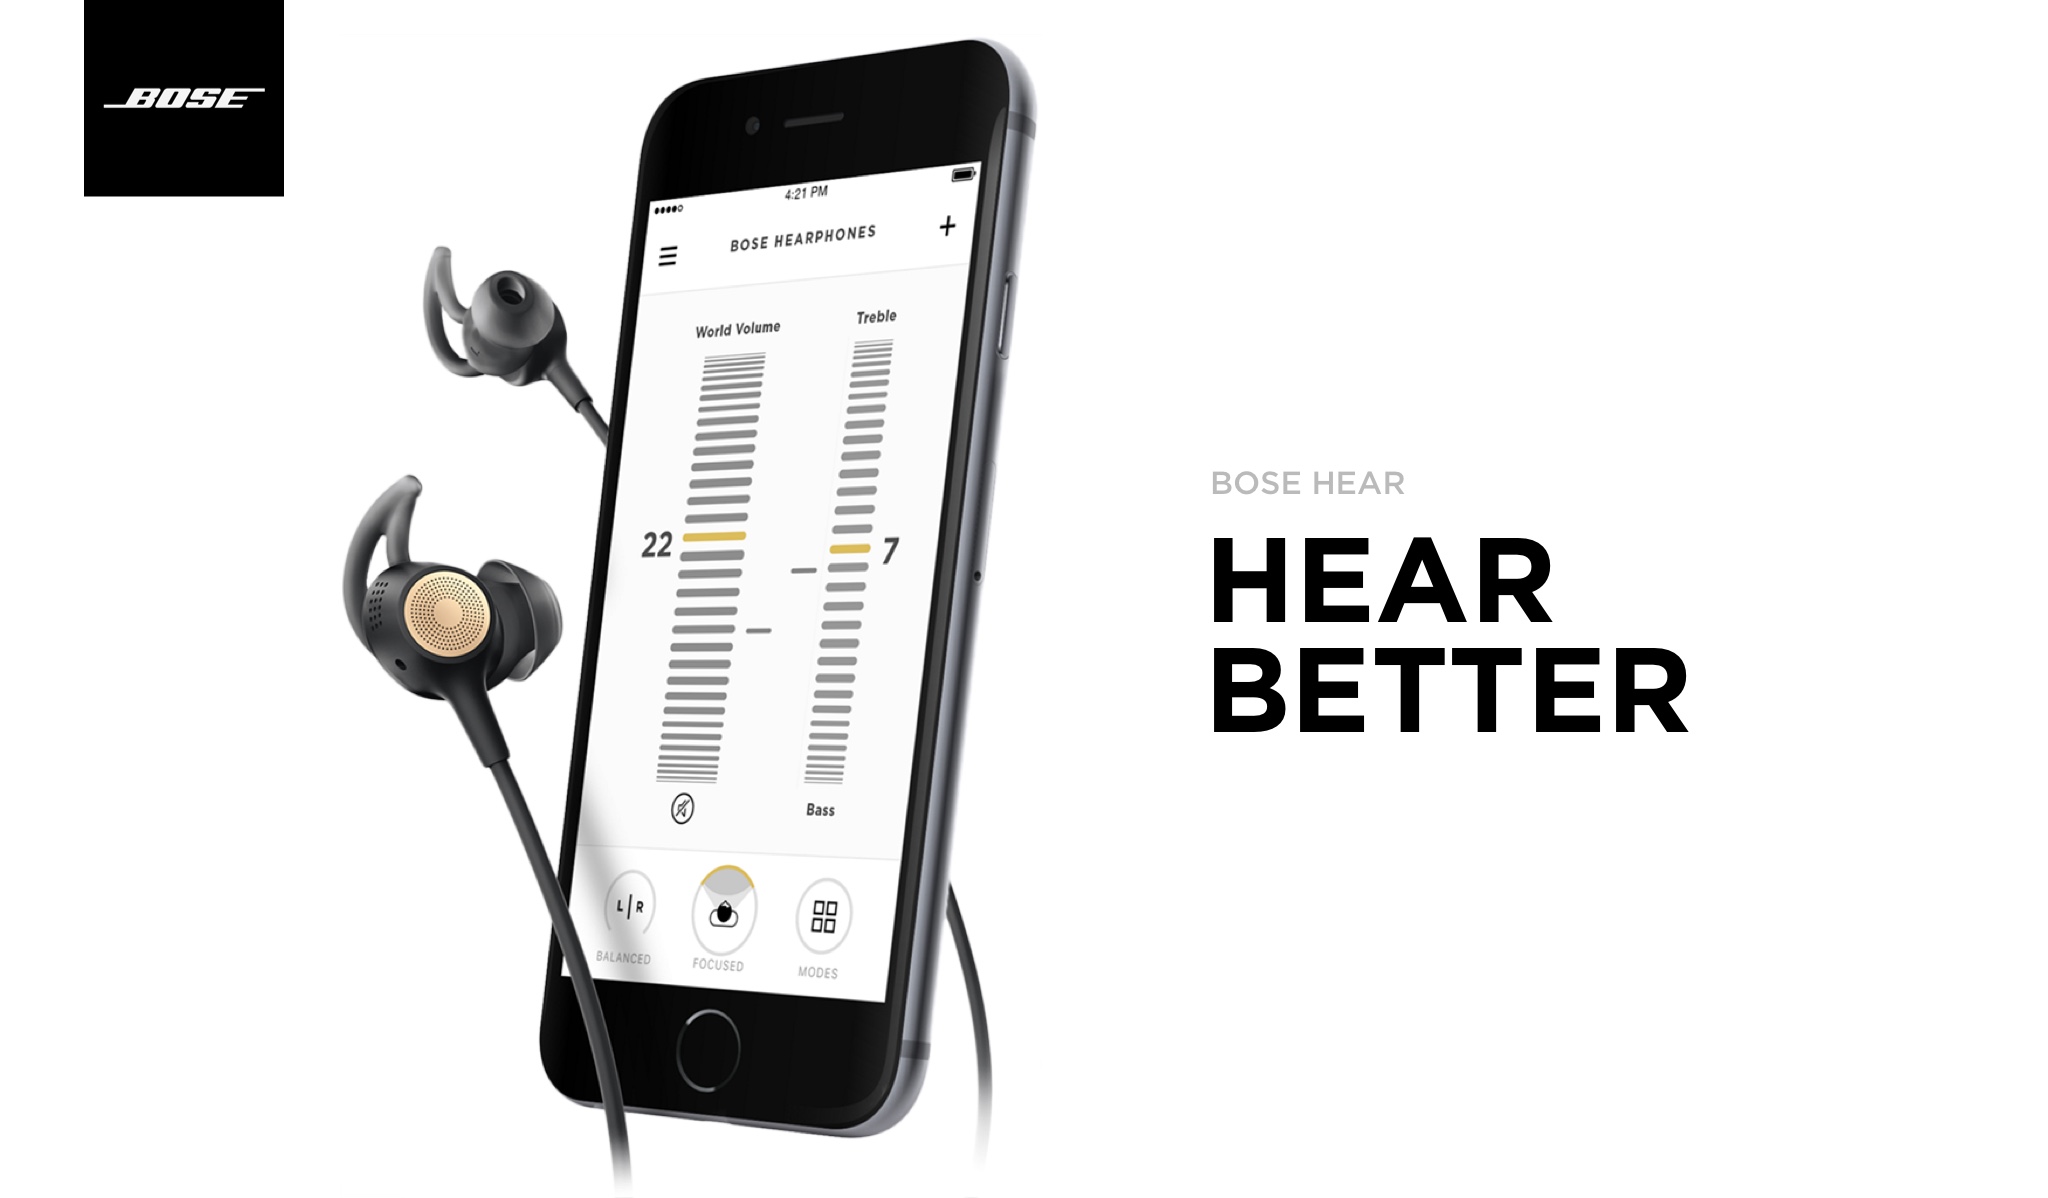 BOSE
4:21 PM
BOSE HEARPHONES
+
World Volume
Treble
22
7
Bass
L|R
BALANCED
FOCUSED
MODES
BOSE HEAR
HEAR
BETTER